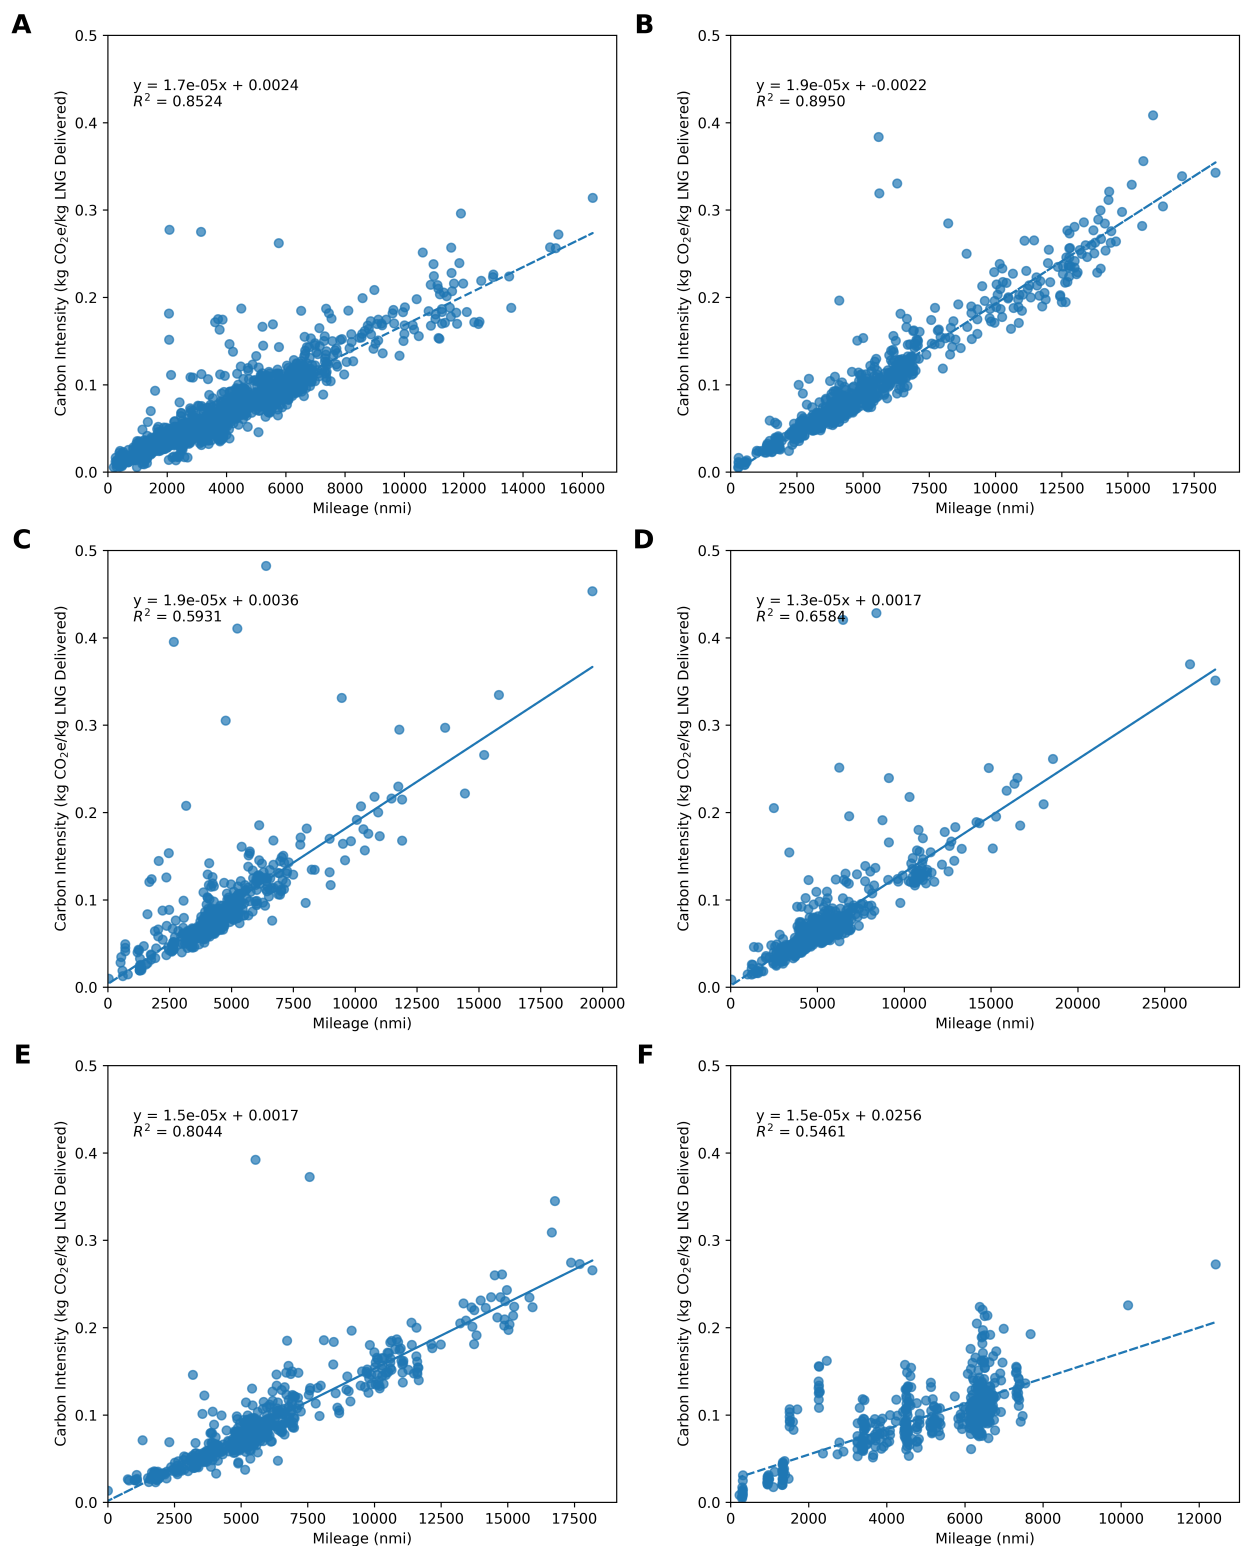 A
y = 1.7e-05x + 0.0024
R² = 0.8524
Carbon Intensity (kg CO₂e/kg LNG Delivered)
0.5
0.4
0.3
0.2
0.1
0.0
0 2000 4000 6000 8000 10000 12000 14000 16000
Mileage (nmi)
B
y = 1.9e-05x + -0.0022
R² = 0.8950
Carbon Intensity (kg CO₂e/kg LNG Delivered)
0.5
0.4
0.3
0.2
0.1
0.0
0 2500 5000 7500 10000 12500 15000 17500
Mileage (nmi)
C
y = 1.9e-05x + 0.0036
R² = 0.5931
Carbon Intensity (kg CO₂e/kg LNG Delivered)
0.5
0.4
0.3
0.2
0.1
0.0
0 2500 5000 7500 10000 12500 15000 17500 20000
Mileage (nmi)
D
y = 1.3e-05x + 0.0017
R² = 0.6584
Carbon Intensity (kg CO₂e/kg LNG Delivered)
0.5
0.4
0.3
0.2
0.1
0.0
0 5000 10000 15000 20000 25000
Mileage (nmi)
E
y = 1.5e-05x + 0.0017
R² = 0.8044
Carbon Intensity (kg CO₂e/kg LNG Delivered)
0.5
0.4
0.3
0.2
0.1
0.0
0 2500 5000 7500 10000 12500 15000 17500
Mileage (nmi)
F
y = 1.5e-05x + 0.0256
R² = 0.5461
Carbon Intensity (kg CO₂e/kg LNG Delivered)
0.5
0.4
0.3
0.2
0.1
0.0
0 2000 4000 6000 8000 10000 12000
Mileage (nmi)